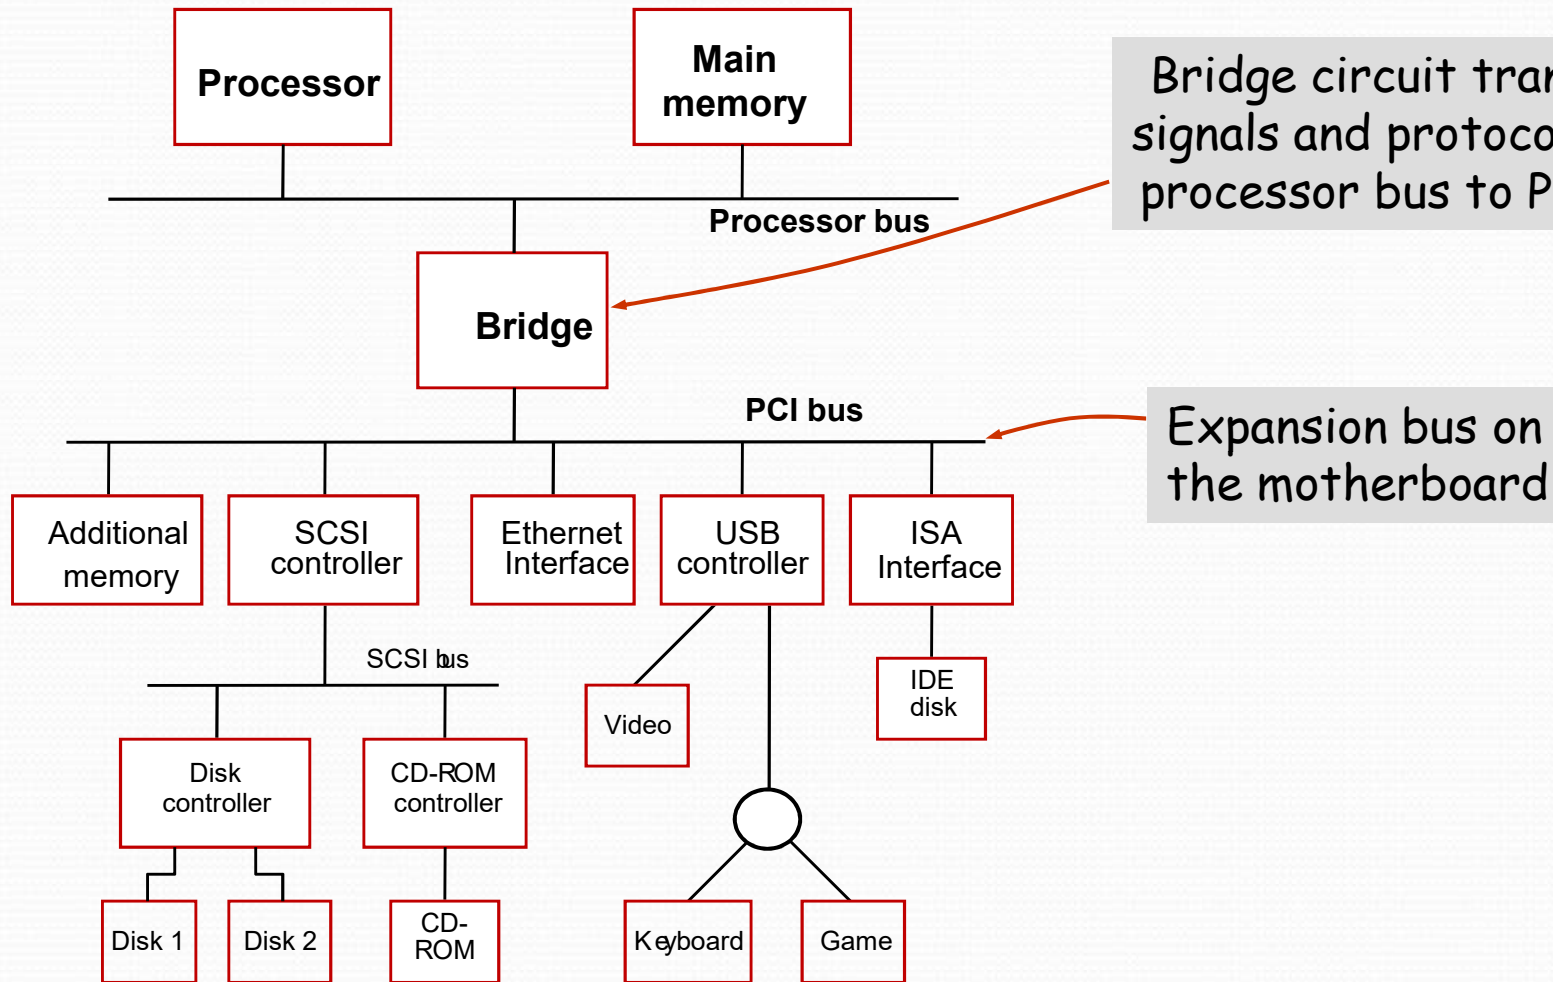 Processor
Main
memory
Bridge circuit
signals and
processor bus to
Processor bus
Bridge
PCI bus
Expansion bus on
the motherboard
Additional
memory
SCSI
controller
Ethernet
Interface
USB
controller
ISA
Interface
SCSI bus
Video
IDE
disk
Disk
controller
CD-ROM
controller
Disk 1
Disk 2
CD-
ROM
Keyboard
Game